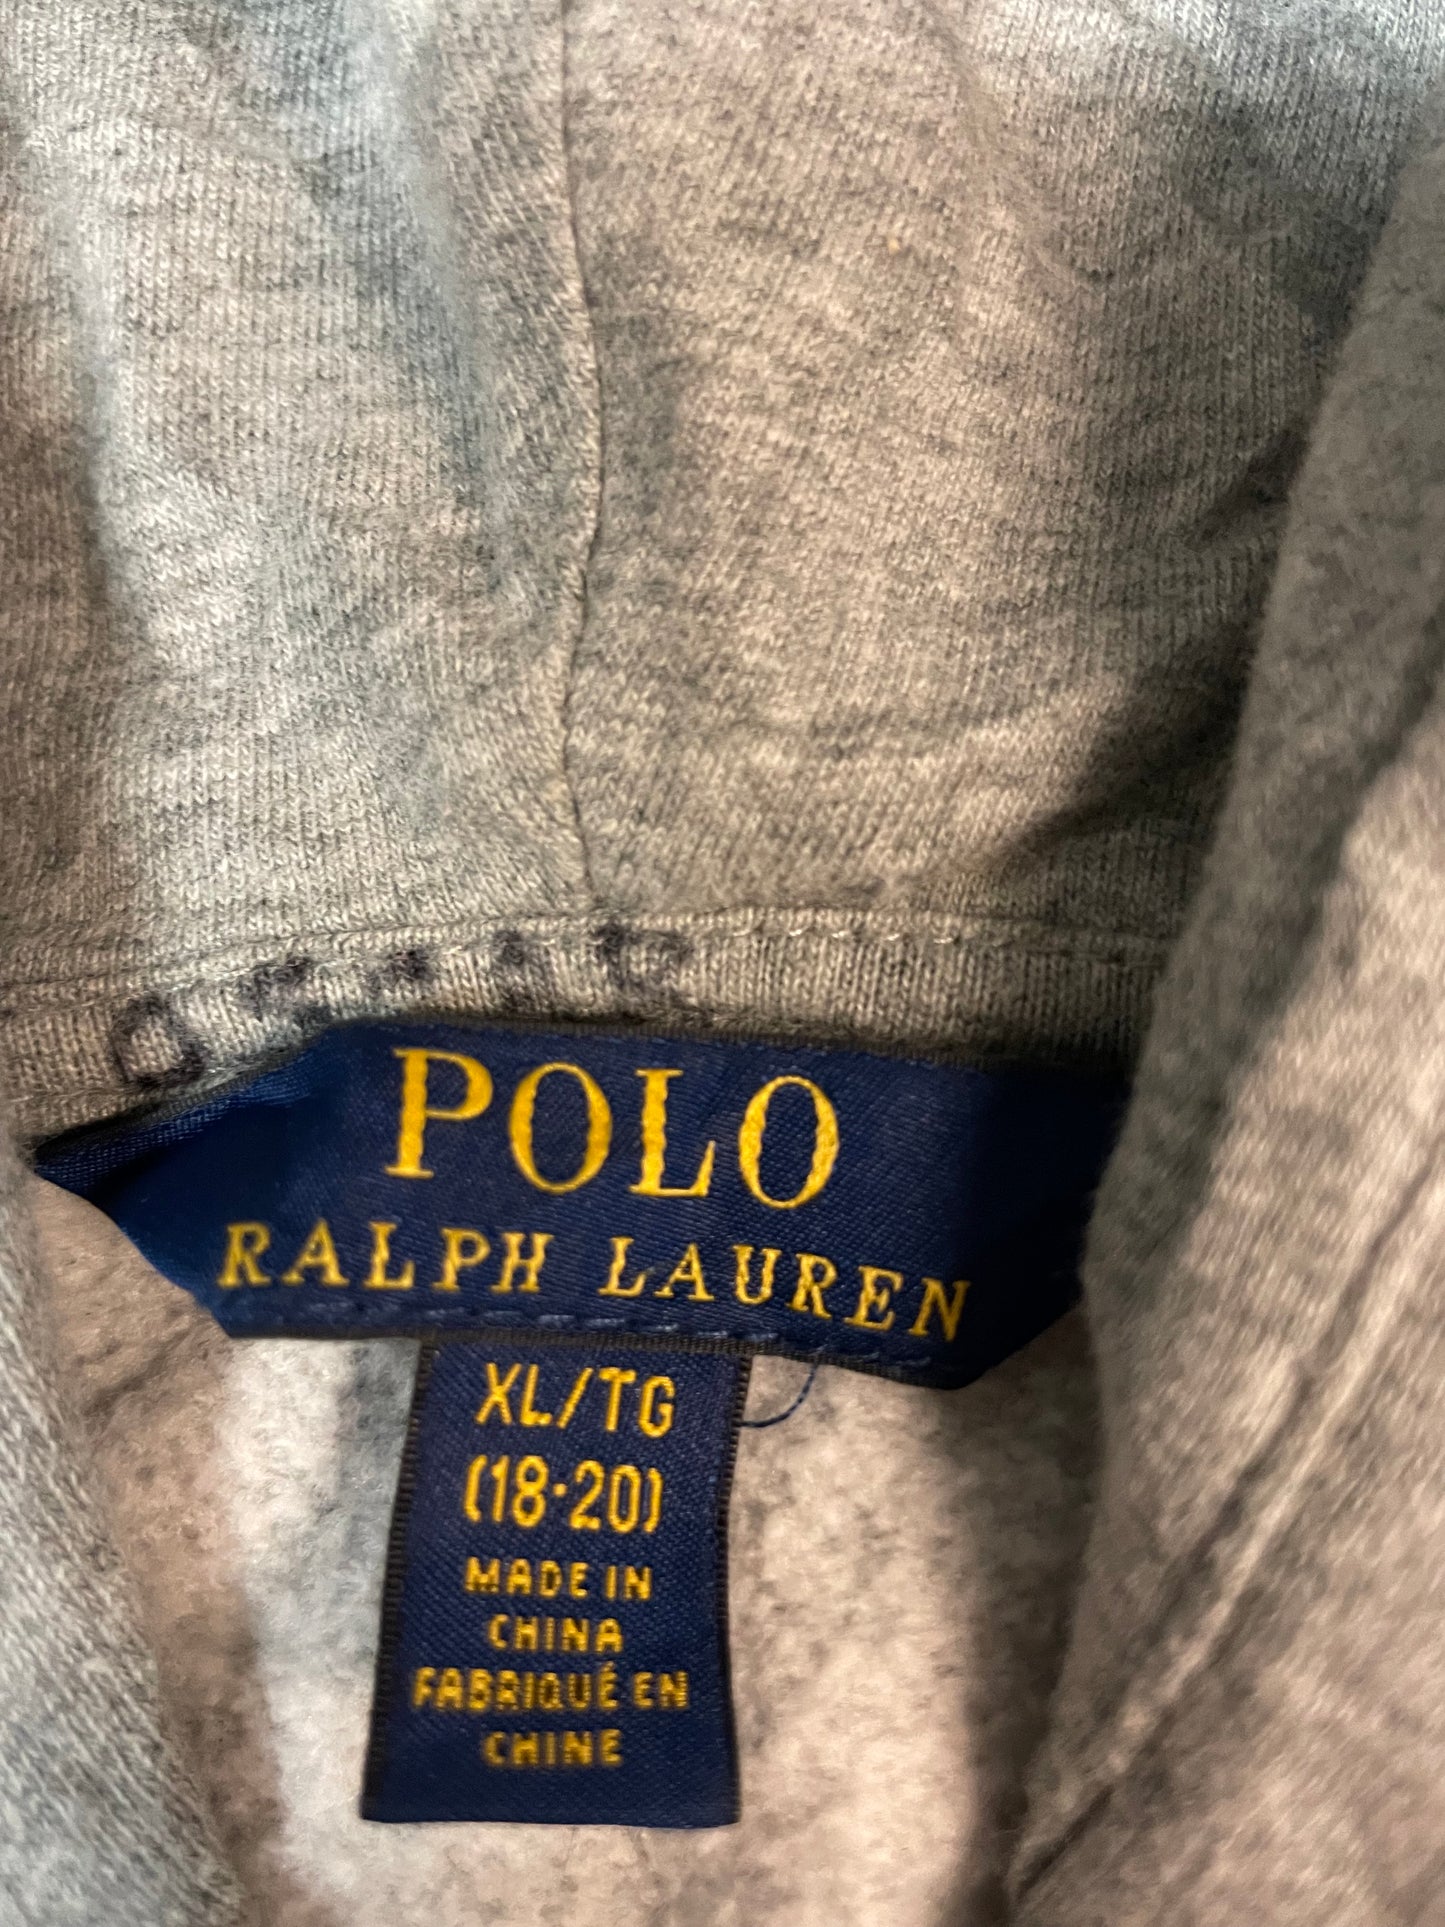 POLO
RALPH LAUREN
XL/TG
(18-20)
MADE IN
CHINA
FABRIQUÉ EN
CHINE